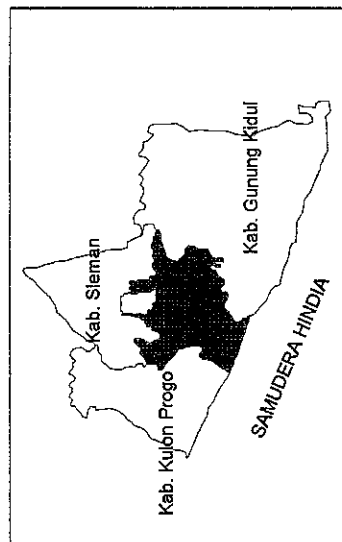 Kab. Sleman
Kab. Kulon Progo
Kab. Gunung Kidul
SAMUDERA HINDIA